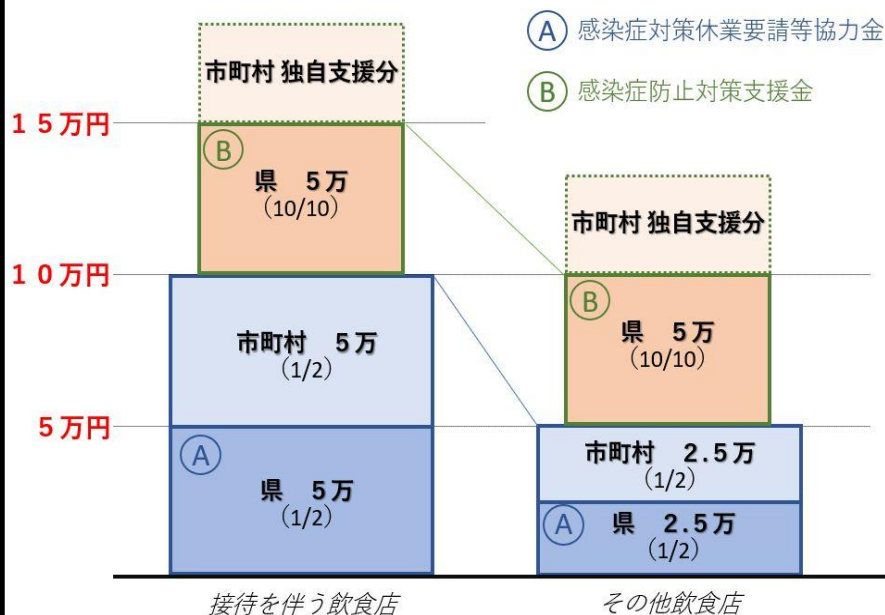 Ⓐ 感染症対策休業要請等協力金
Ⓑ 感染症防止対策支援金
15万円
10万円
5万円
市町村 独自支援分
Ⓑ
県 5万
(10/10)
市町村 5万
(1/2)
Ⓐ
県 5万
(1/2)
接待を伴う飲食店
市町村 独自支援分
Ⓑ
県 5万
(10/10)
市町村 2.5万
(1/2)
Ⓐ 県 2.5万
(1/2)
その他飲食店